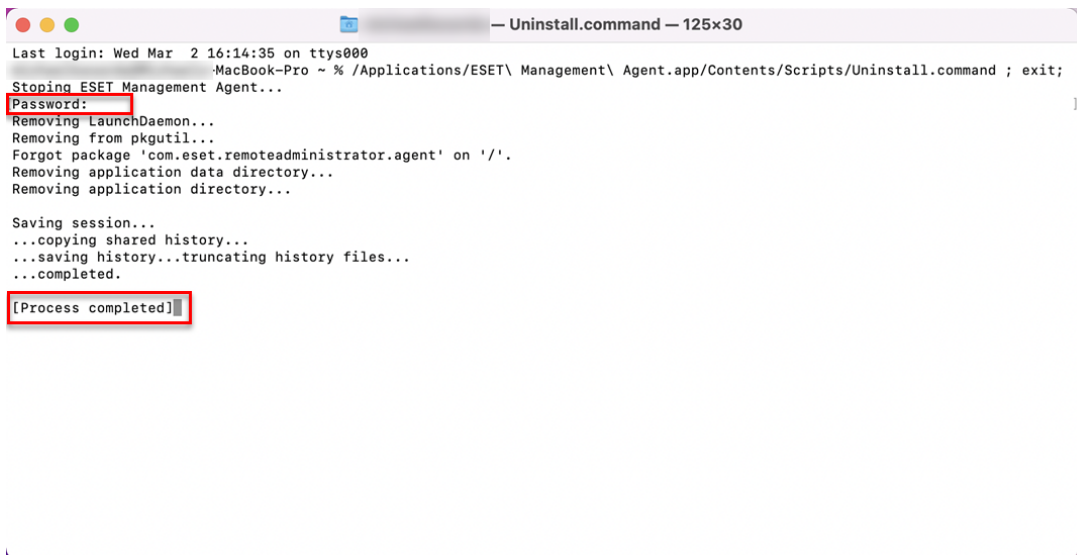 — Uninstall.command — 125×30
Last login: Wed Mar  2 16:14:35 on ttys000
-MacBook-Pro ~ % /Applications/ESET\ Management\ Agent.app/Contents/Scripts/Uninstall.command ; exit;
Stoping ESET Management Agent...
Password:
Removing LaunchDaemon...
Removing from pkgutil...
Forgot package 'com.eset.remoteadministrator.agent' on '/'.
Removing application data directory...
Removing application directory...
Saving session...
...copying shared history...
...saving history...truncating history files...
...completed.
[Process completed]